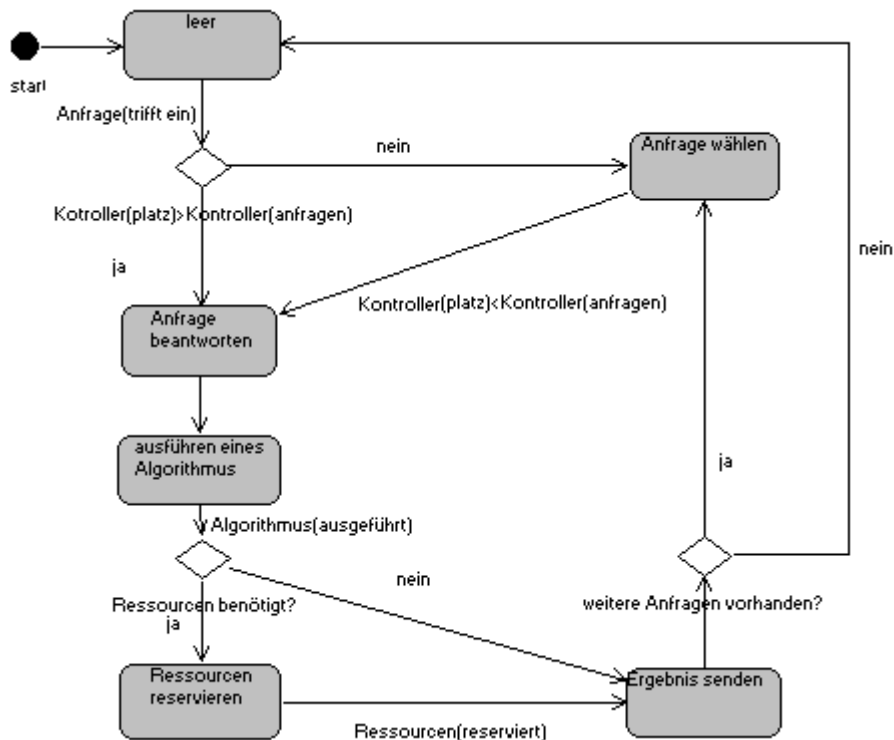 leer
start
Anfrage(trifft ein)
nein
Anfrage wählen
Kotroller(platz)>Kontroller(anfragen)
nein
ja
Kontroller(platz)<Kontroller(anfragen)
Anfrage
beantworten
ausführen eines
Algorithmus
ja
Algorithmus(ausgeführt)
nein
Ressourcen benötigt?
weitere Anfragen vorhanden?
ja
Ressourcen
reservieren
Ergebnis senden
Ressourcen(reserviert)